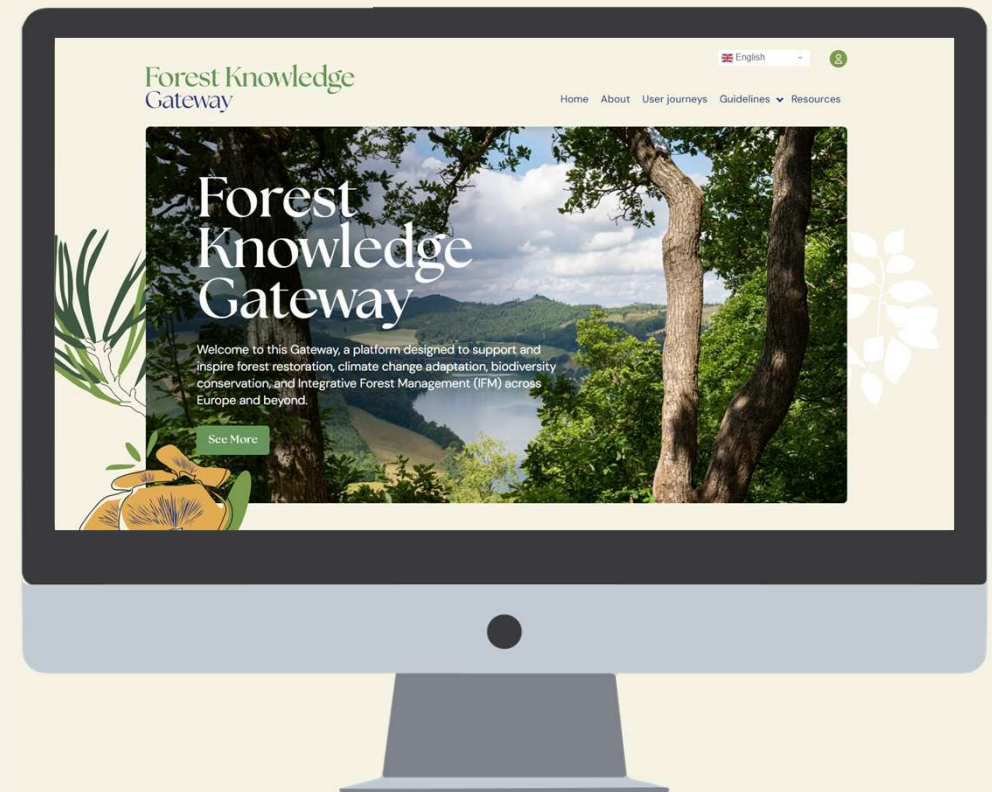 English
Forest Knowledge
Gateway
Home About User journeys Guidelines Resources
Forest
Knowledge
Gateway
Welcome to this Gateway, a platform designed to support and
inspire forest restoration, climate change adaptation, biodiversity
conservation, and Integrative Forest Management (IFM) across
Europe and beyond.
See More